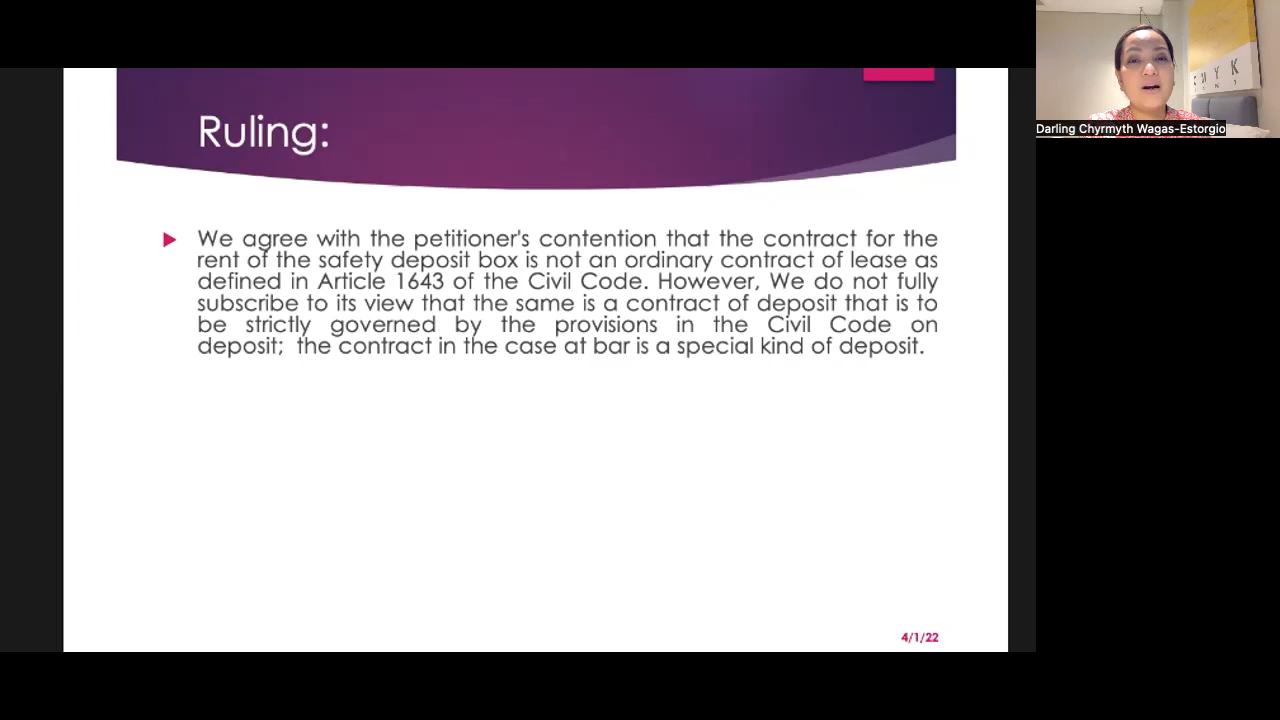 Ruling:
We agree with the petitioner's contention that the contract for the
rent of the safety deposit box is not an ordinary contract of lease as
defined in Article 1643 of the Civil Code. However, We do not fully
subscribe to its view that the same is a contract of deposit that is to
be strictly governed by the provisions in the Civil Code on
deposit;  the contract in the case at bar is a special kind of deposit.
4/1/22
Darling Chyrmyth Wagas-Estorgio